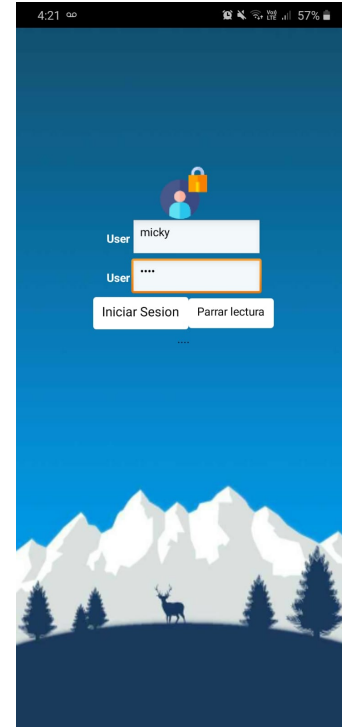 4:21 57%
User micky
User ••••
Iniciar Sesion Parrar lectura
....